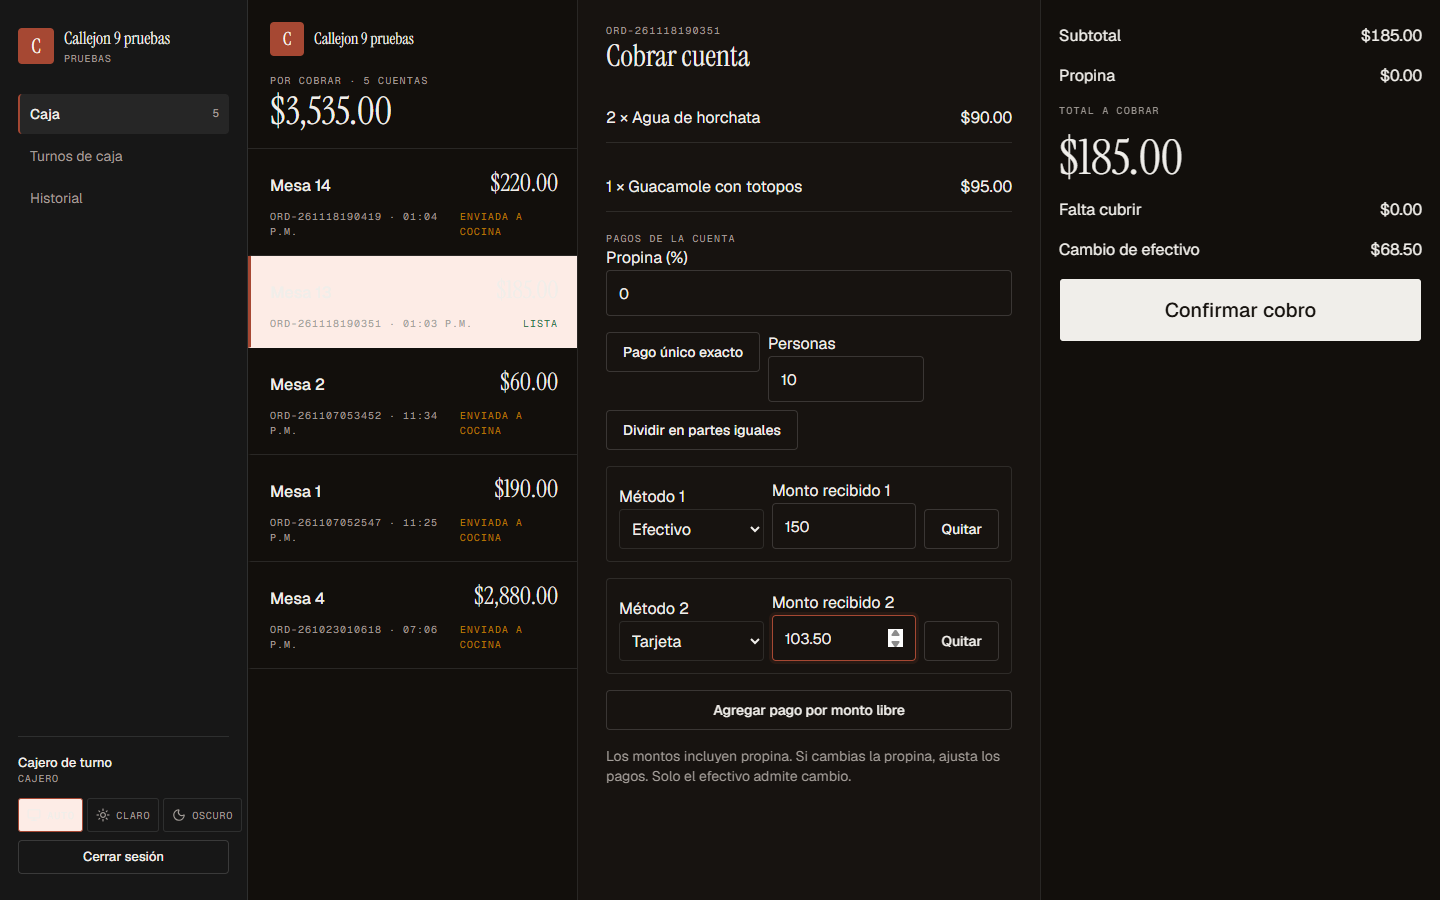 C
Callejon 9 pruebas
PRUEBAS
Caja 5
Turnos de caja
Historial
Cajero de turno
CAJERO
CLARO
OSCURO
Cerrar sesión
C
Callejon 9 pruebas
POR COBRAR · 5 CUENTAS
$3,535.00
Mesa 14 $220.00
ORD-261118190419 · 01:04 P.M. ENVIADA A COCINA
ORD-261118190351 · 01:03 P.M. LISTA
Mesa 2 $60.00
ORD-261107053452 · 11:34 P.M. ENVIADA A COCINA
Mesa 1 $190.00
ORD-261107052547 · 11:25 P.M. ENVIADA A COCINA
Mesa 4 $2,880.00
ORD-261023010618 · 07:06 P.M. ENVIADA A COCINA
ORD-261118190351
Cobrar cuenta
2 × Agua de horchata $90.00
1 × Guacamole con totopos $95.00
PAGOS DE LA CUENTA
Propina (%)
0
Pago único exacto
Personas
10
Dividir en partes iguales
Método 1
Efectivo
Monto recibido 1
150
Quitar
Método 2
Tarjeta
Monto recibido 2
103.50
Quitar
Agregar pago por monto libre
Los montos incluyen propina. Si cambias la propina, ajusta los
pagos. Solo el efectivo admite cambio.
Subtotal $185.00
Propina $0.00
TOTAL A COBRAR
$185.00
Falta cubrir $0.00
Cambio de efectivo $68.50
Confirmar cobro